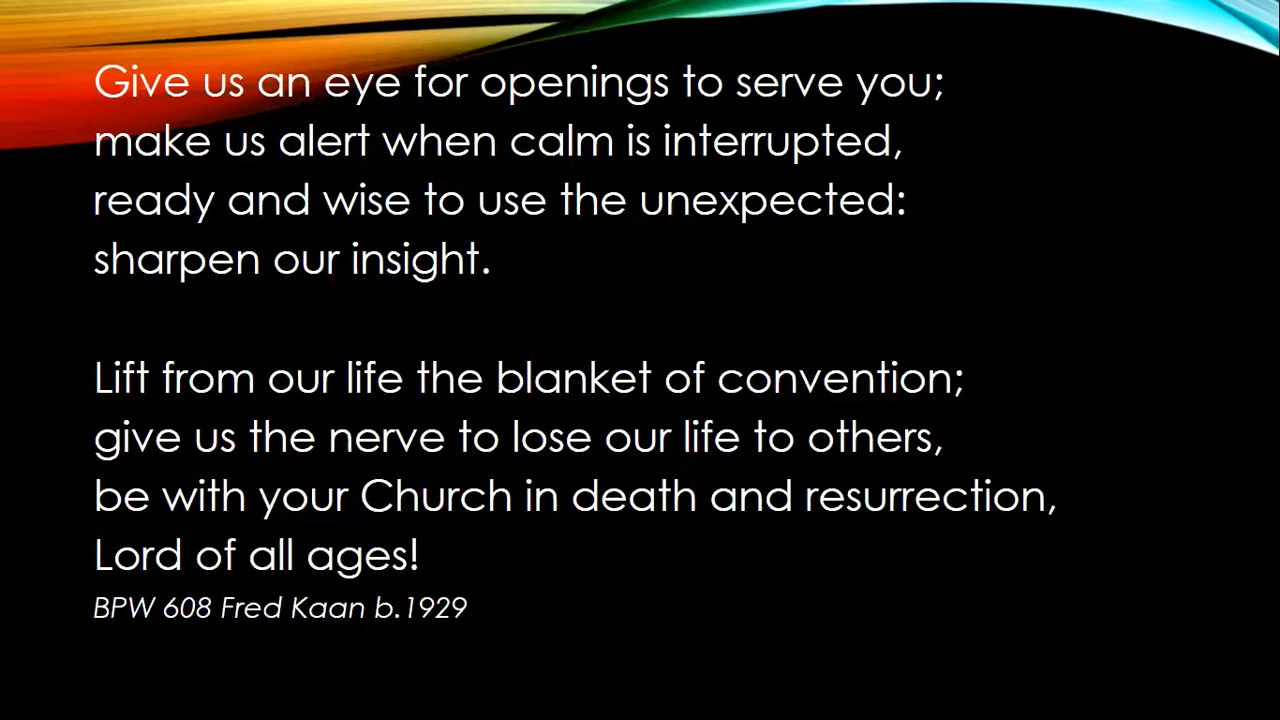 Give us an eye for openings to serve you;
make us alert when calm is interrupted,
ready and wise to use the unexpected:
sharpen our insight.
Lift from our life the blanket of convention;
give us the nerve to lose our life to others,
be with your Church in death and resurrection,
Lord of all ages!
BPW 608 Fred Kaan b.1929